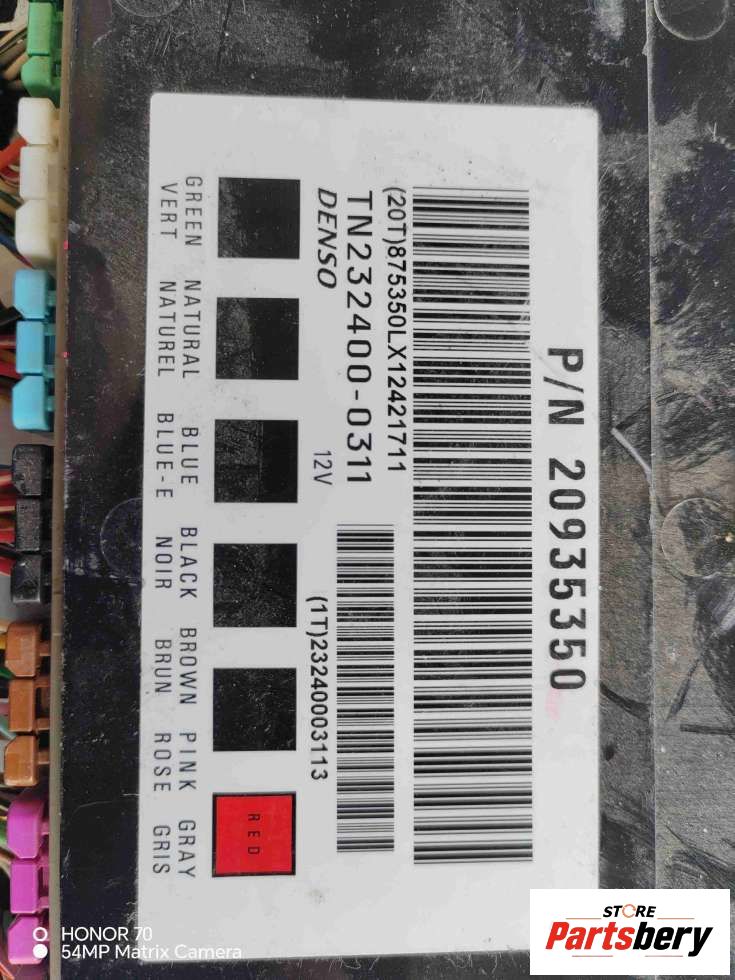 P/N 20935350
(20T)875350LX12421711
TN232400-0311
DENSO
12V
(1T)23240003113
RED
GREEN NATURAL BLUE BLACK BROWN PINK GRAY
VERT NATUREL BLUE-E NOIR BRUN ROSE GRIS
HONOR 70
54MP Matrix Camera
STORE
Partsbery